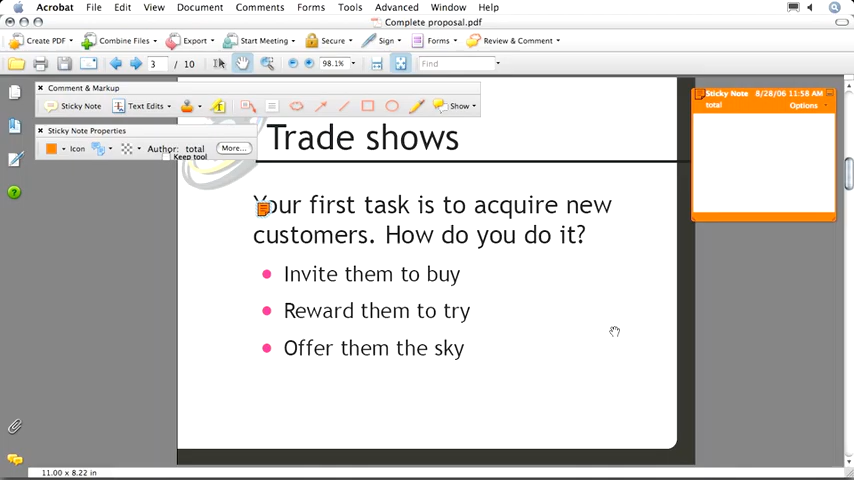 Acrobat File Edit View Document Comments Forms Tools Advanced Window Help
Complete proposal.pdf
Create PDF Combine Files Export Start Meeting Secure Sign Forms Review & Comment
3 / 10 98.1% Find
Comment & Markup
Sticky Note Text Edits Show
Sticky Note Properties
Icon Author: total More...
Keep tool
Sticky Note 8/28/06 11:58 AM
total Options
Trade shows
Your first task is to acquire new
customers. How do you do it?
Invite them to buy
Reward them to try
Offer them the sky
11.00 x 8.22 in